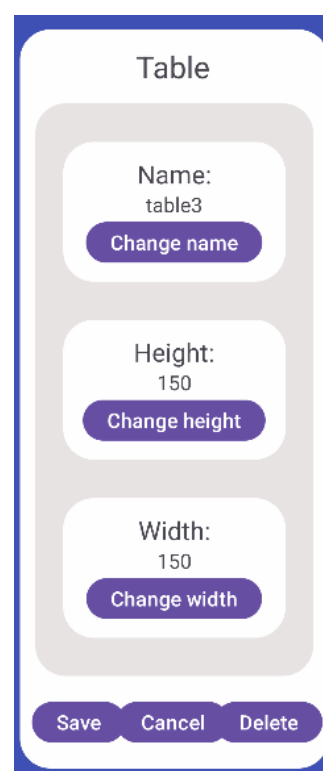 Table
Name:
table3
Change name
Height:
150
Change height
Width:
150
Change width
Save Cancel Delete